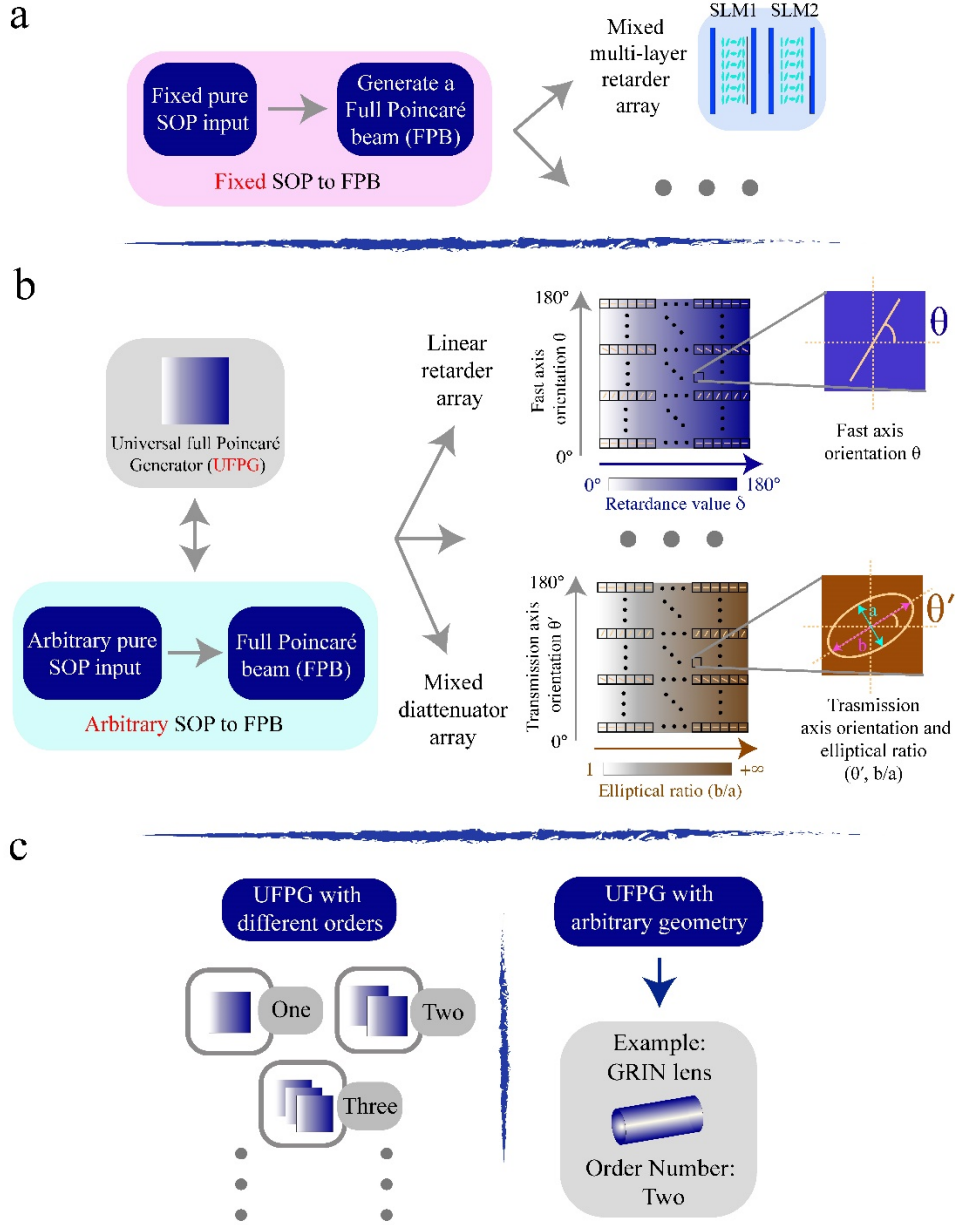 a
Fixed pure
SOP input
Generate a
Full Poincaré
beam (FPB)
Fixed SOP to FPB
Mixed
multi-layer
retarder
array
SLM1
SLM2
b
Universal full Poincaré
Generator (UFPG)
Arbitrary pure
SOP input
Full Poincaré
beam (FPB)
Arbitrary SOP to FPB
Linear
retarder
array
Mixed
diattenuator
array
180°
Fast axis
orientation θ
0°
0°
180°
Retardance value δ
θ
Fast axis
orientation θ
180°
Transmission axis
orientation θ′
0°
1
+∞
Elliptical ratio (b/a)
a
b
θ′
Trasmission
axis orientation and
elliptical ratio
(θ′, b/a)
c
UFPG with
different orders
One
Two
Three
UFPG with
arbitrary geometry
Example:
GRIN lens
Order Number:
Two